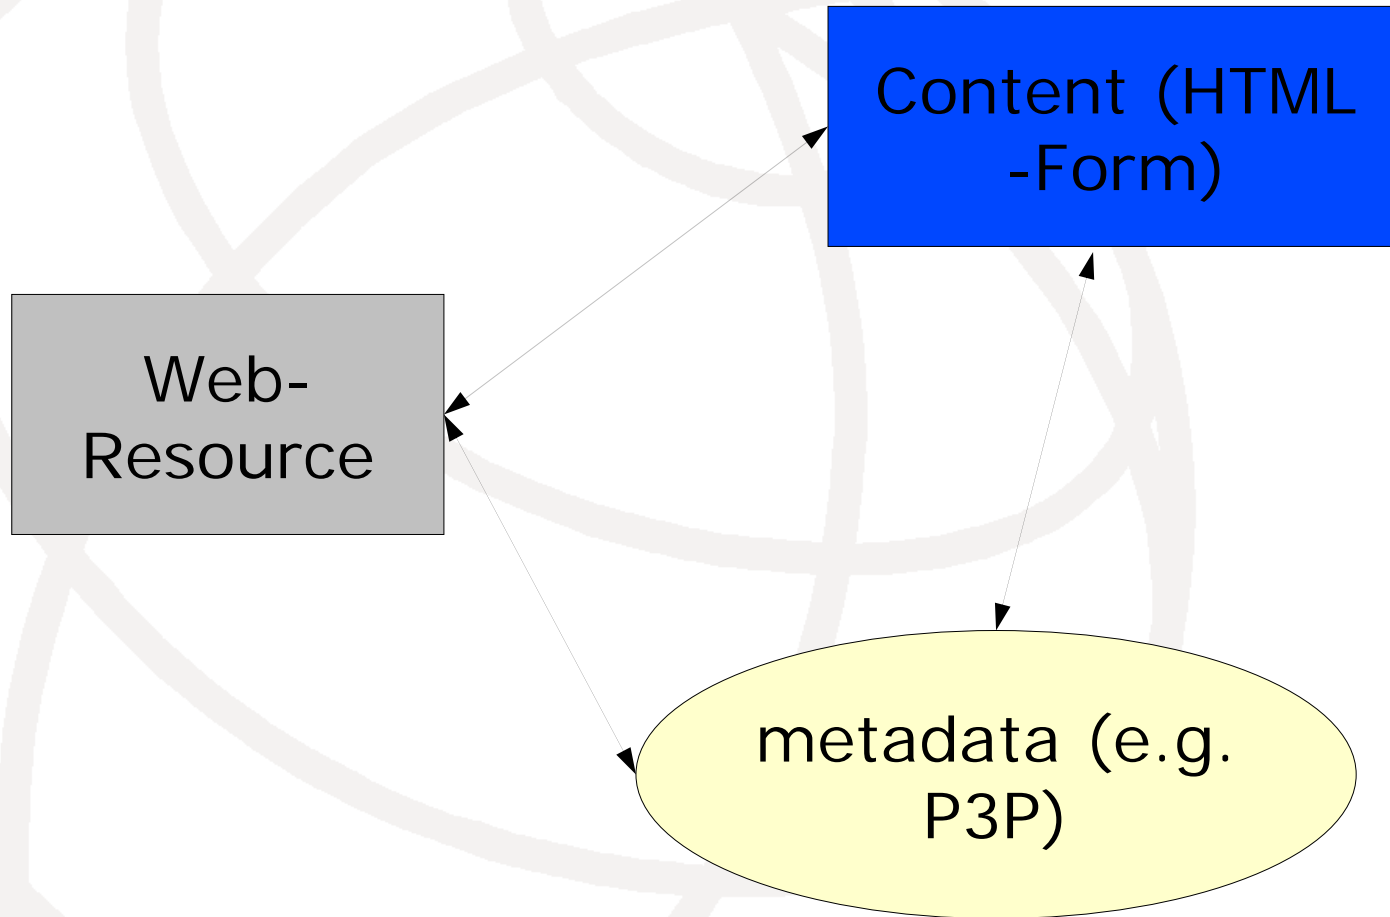 Content (HTML
-Form)
Web-
Resource
metadata (e.g.
P3P)